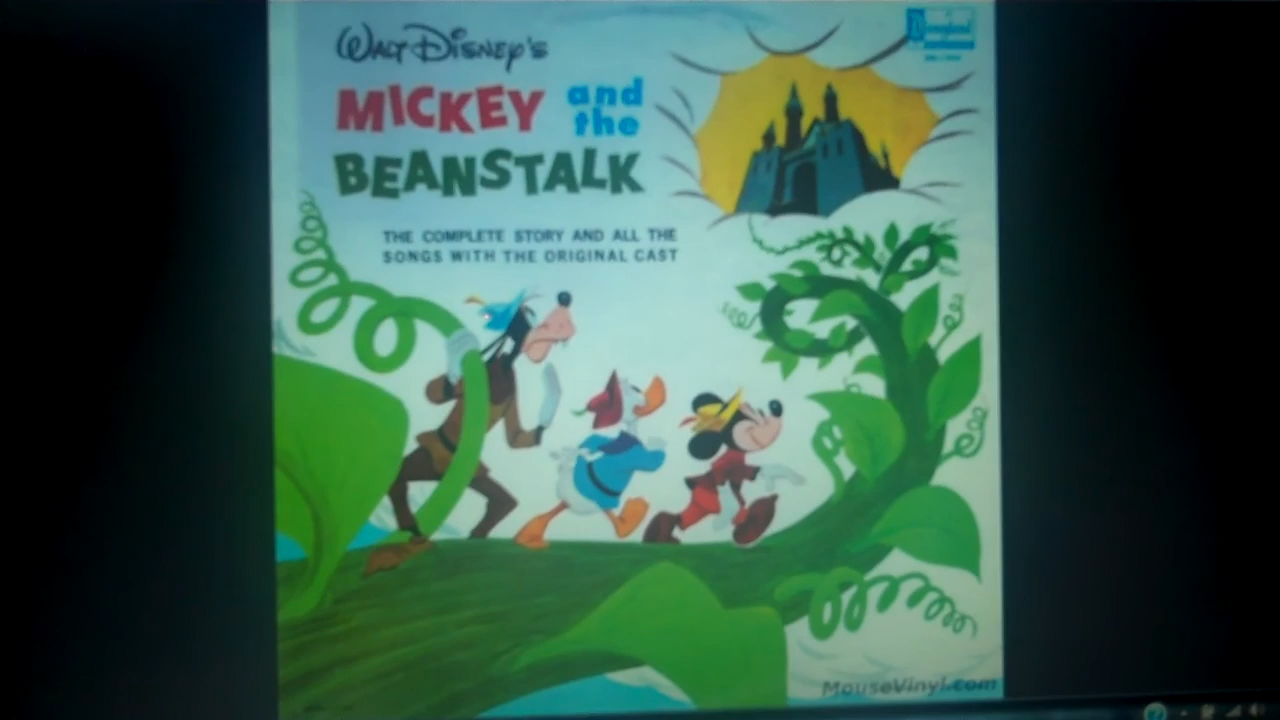 WALT DISNEY'S
MICKEY and the
BEANSTALK
THE COMPLETE STORY AND ALL THE
SONGS WITH THE ORIGINAL CAST
Disneyland
MouseVinyl.com